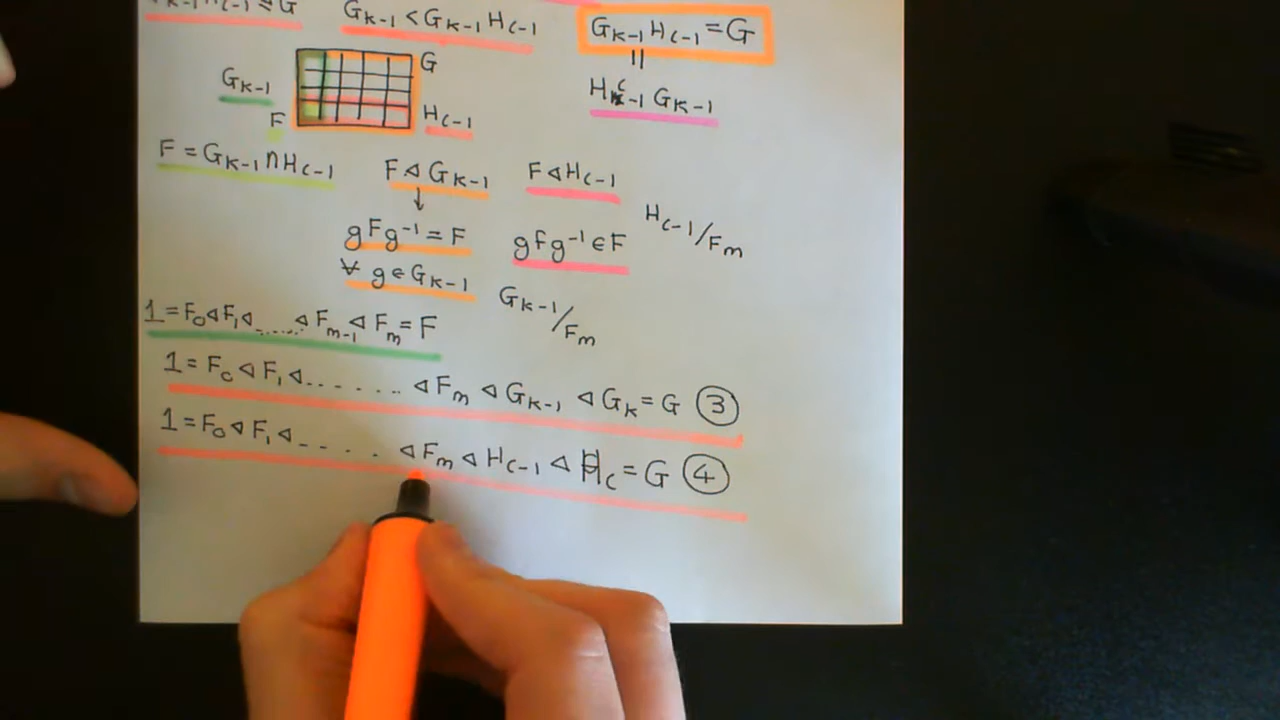 G_{K-1} < G_{K-1} H_{C-1}
G_{K-1} H_{C-1} = G
||
H_{C-1} G_{K-1}
G_{K-1}
G
F
H_{C-1}
F = G_{K-1} ∩ H_{C-1}
F ⊲ G_{K-1}
F ⊲ H_{C-1}
↓
gFg⁻¹ = F
∀ g ∈ G_{K-1}
gfg⁻¹ ∈ F
H_{C-1}/F_m
G_{K-1}/F_m
1 = F_0 ⊲ F_1 ⊲ ...... ⊲ F_{m-1} ⊲ F_m = F
1 = F_0 ⊲ F_1 ⊲ ....... ⊲ F_m ⊲ G_{K-1} ⊲ G_K = G ③
1 = F_0 ⊲ F_1 ⊲ ..... ⊲ F_m ⊲ H_{C-1} ⊲ H_C = G ④